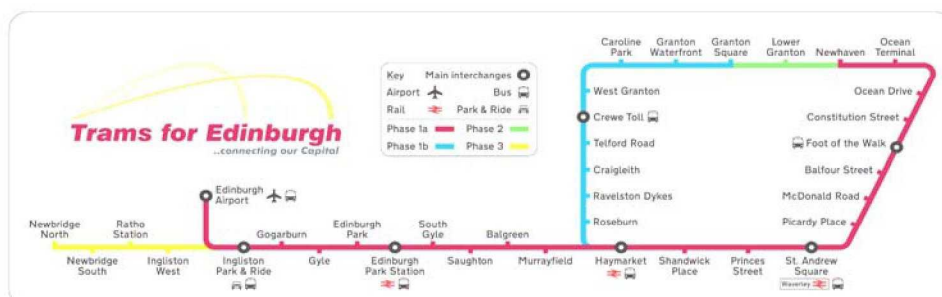 Trams for Edinburgh
..connecting our Capital
Key
Main interchanges
Airport
Bus
Rail
Park & Ride
Phase 1a
Phase 2
Phase 1b
Phase 3
Caroline
Park
Granton
Waterfront
Granton
Square
Lower
Granton
Newhaven
Ocean
Terminal
West Granton
Crewe Toll
Telford Road
Craigleith
Ravelston Dykes
Roseburn
Ocean Drive
Constitution Street
Foot of the Walk
Balfour Street
McDonald Road
Picardy Place
Edinburgh
Airport
Newbridge
North
Newbridge
South
Ratho
Station
Ingliston
West
Ingliston
Park & Ride
Gogarburn
Gyle
Edinburgh
Park
Edinburgh
Park Station
South
Gyle
Saughton
Balgreen
Murrayfield
Haymarket
Shandwick
Place
Princes
Street
St. Andrew
Square
Waverley